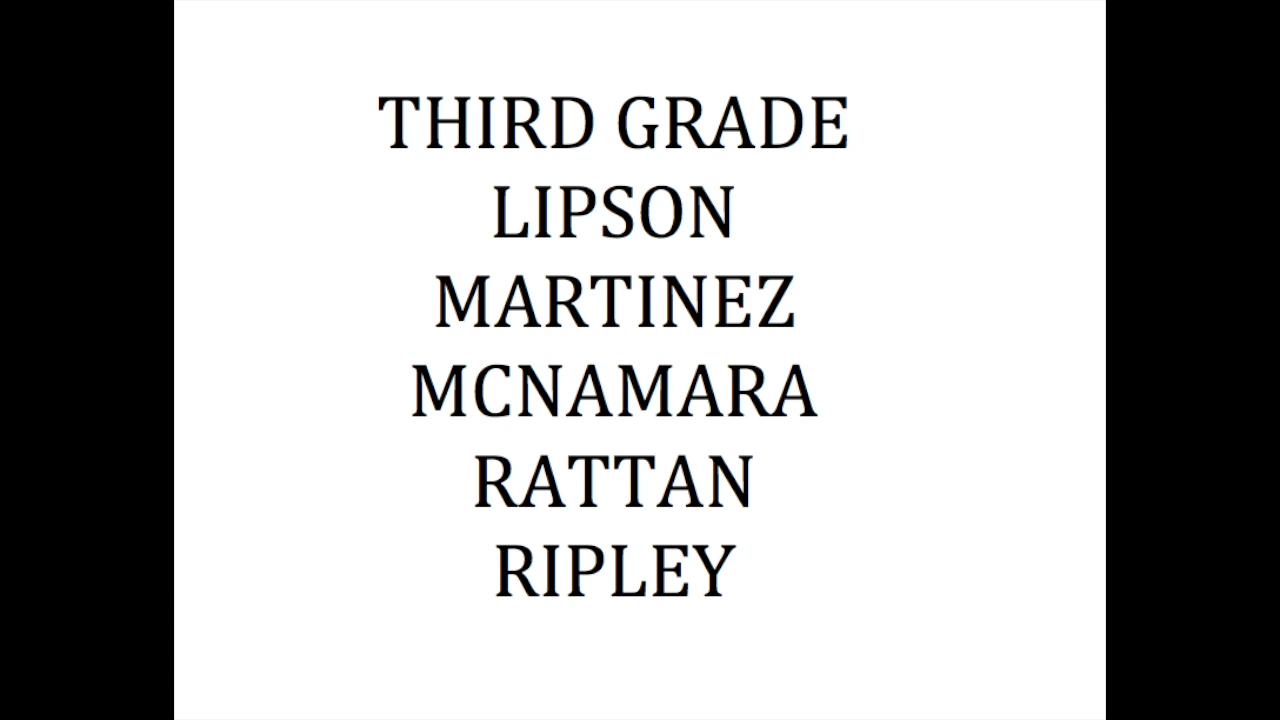 THIRD GRADE
LIPSON
MARTINEZ
MCNAMARA
RATTAN
RIPLEY